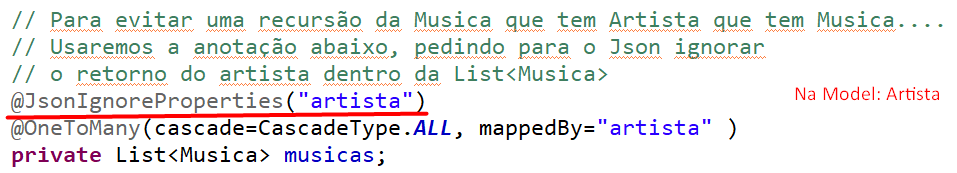 // Para evitar uma recursão da Musica que tem Artista que tem Musica....
// Usaremos a anotação abaixo, pedindo para o Json ignorar
// o retorno do artista dentro da List<Musica>
@JsonIgnoreProperties("artista")
Na Model: Artista
@OneToMany(cascade=CascadeType.ALL, mappedBy="artista" )
private List<Musica> musicas;